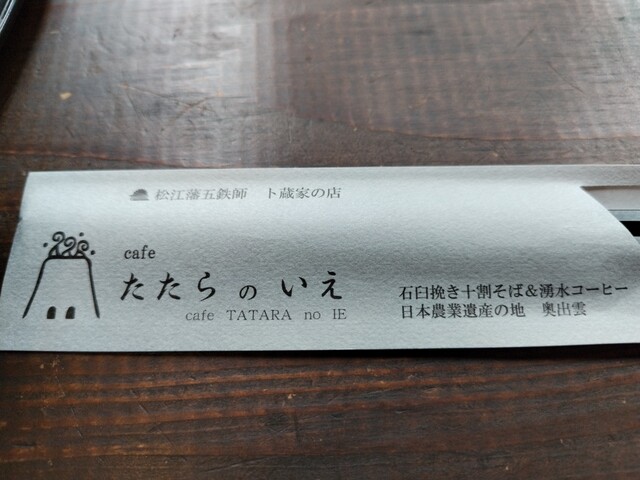 松江藩五鉄師　卜蔵家の店
cafe
たたらのいえ
cafe TATARA no IE
石臼挽き十割そば&湧水コーヒー
日本農業遺産の地　奥出雲